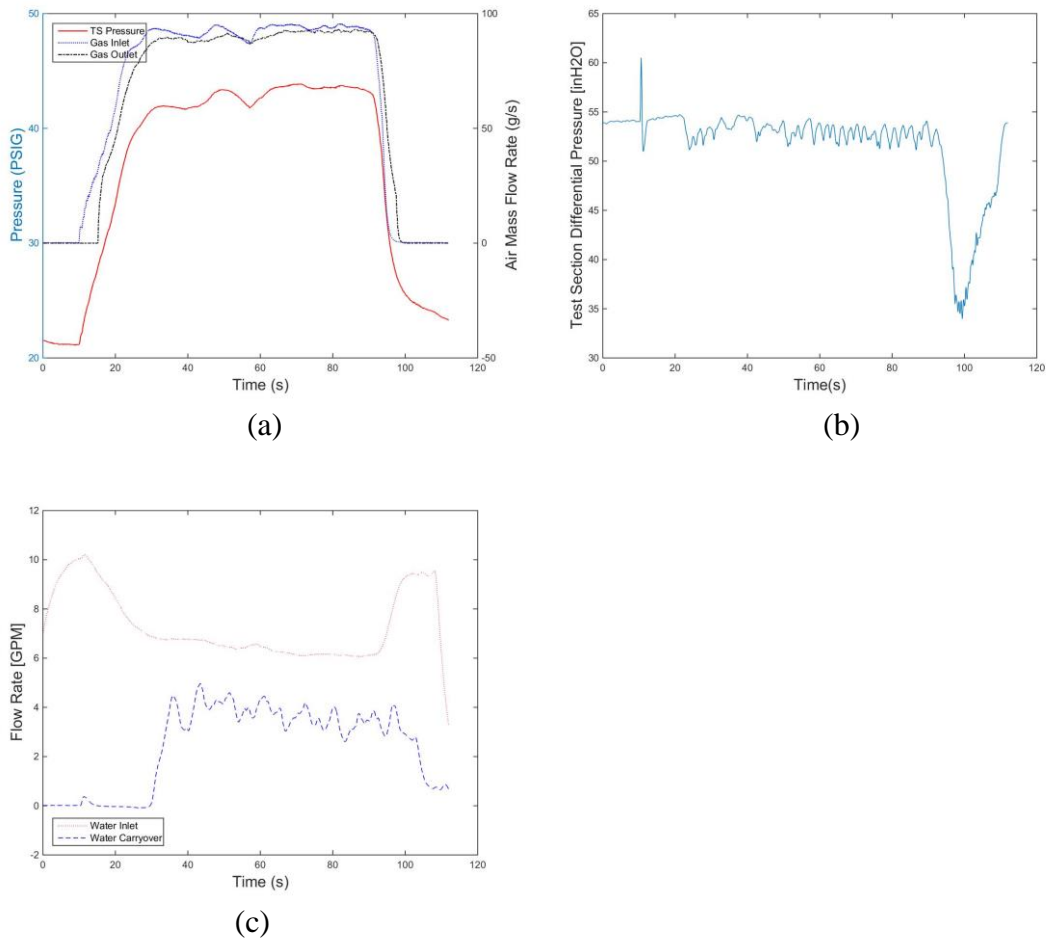 50
40
30
20
Pressure (PSIG)
TS Pressure
Gas Inlet
Gas Outlet
100
50
0
-50
Air Mass Flow Rate (g/s)
0 20 40 60 80 100 120
Time (s)
(a)
65
60
55
50
45
40
35
30
Test Section Differential Pressure [inH2O]
0 20 40 60 80 100 120
Time(s)
(b)
12
10
8
6
4
2
0
-2
Flow Rate [GPM]
Water Inlet
Water Carryover
0 20 40 60 80 100 120
Time (s)
(c)